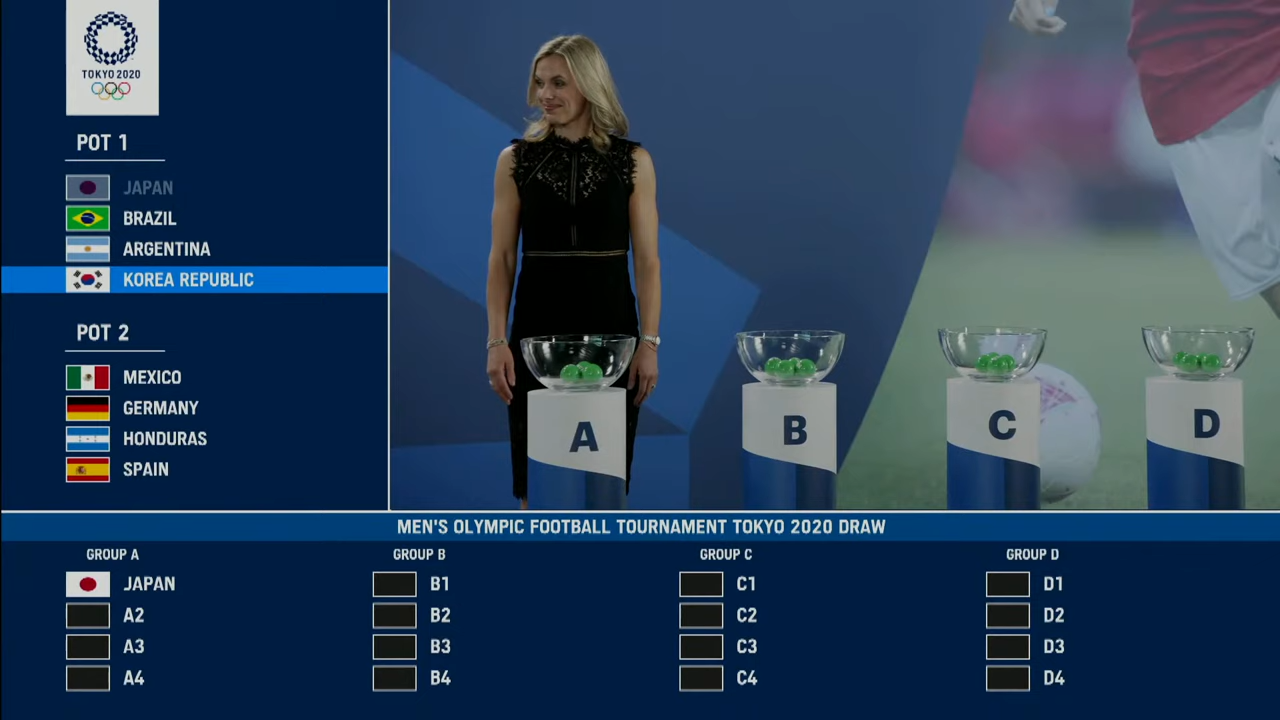 TOKYO 2020
POT 1
JAPAN
BRAZIL
ARGENTINA
KOREA REPUBLIC
POT 2
MEXICO
GERMANY
HONDURAS
SPAIN
A
B
C
D
MEN'S OLYMPIC FOOTBALL TOURNAMENT TOKYO 2020 DRAW
GROUP A
JAPAN
A2
A3
A4
GROUP B
B1
B2
B3
B4
GROUP C
C1
C2
C3
C4
GROUP D
D1
D2
D3
D4